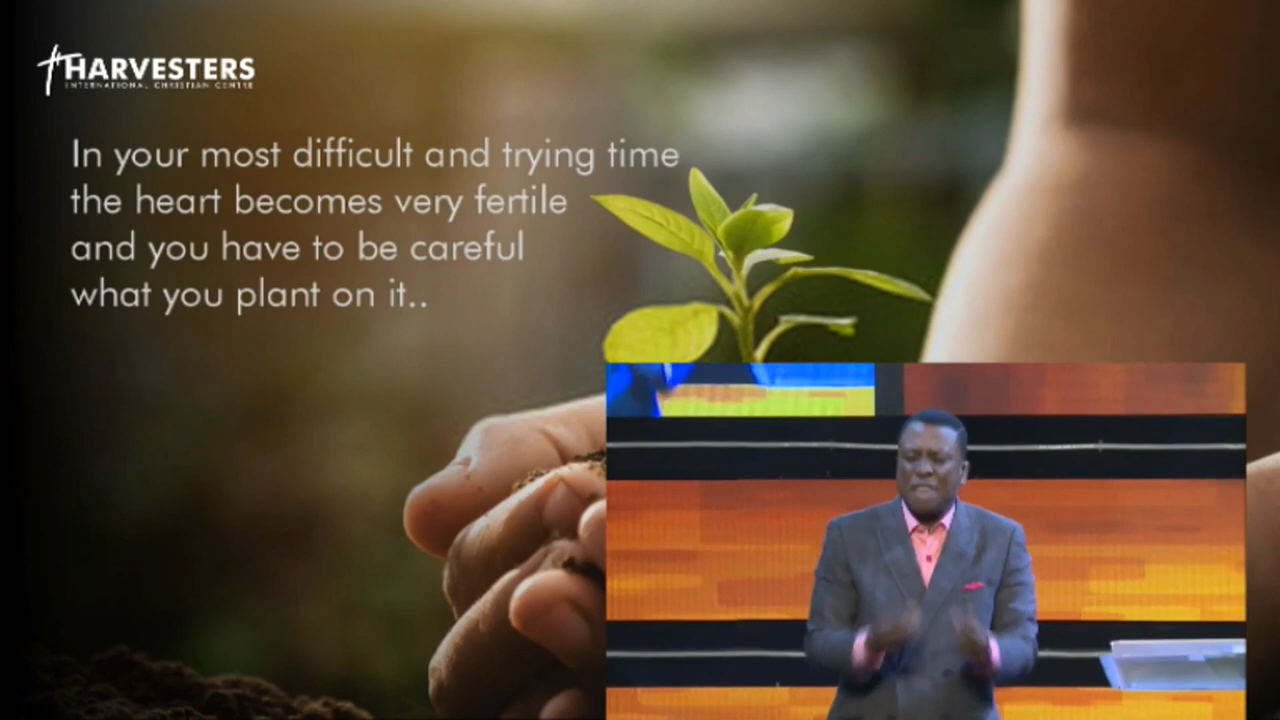 HARVESTERS
INTERNATIONAL CHRISTIAN CENTRE
In your most difficult and trying time
the heart becomes very fertile
and you have to be careful
what you plant on it..